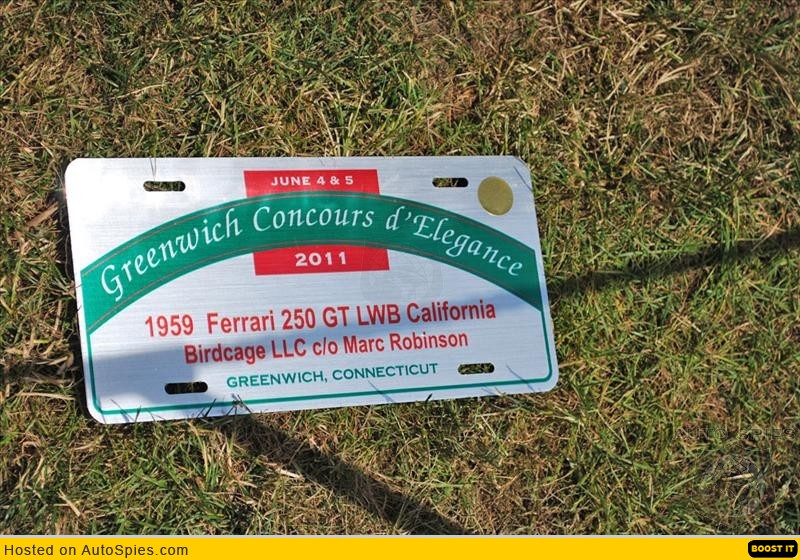 JUNE 4 & 5
Greenwich Concours d'Elegance
2011
1959 Ferrari 250 GT LWB California
Birdcage LLC c/o Marc Robinson
GREENWICH, CONNECTICUT
Hosted on AutoSpies.com
BOOST IT